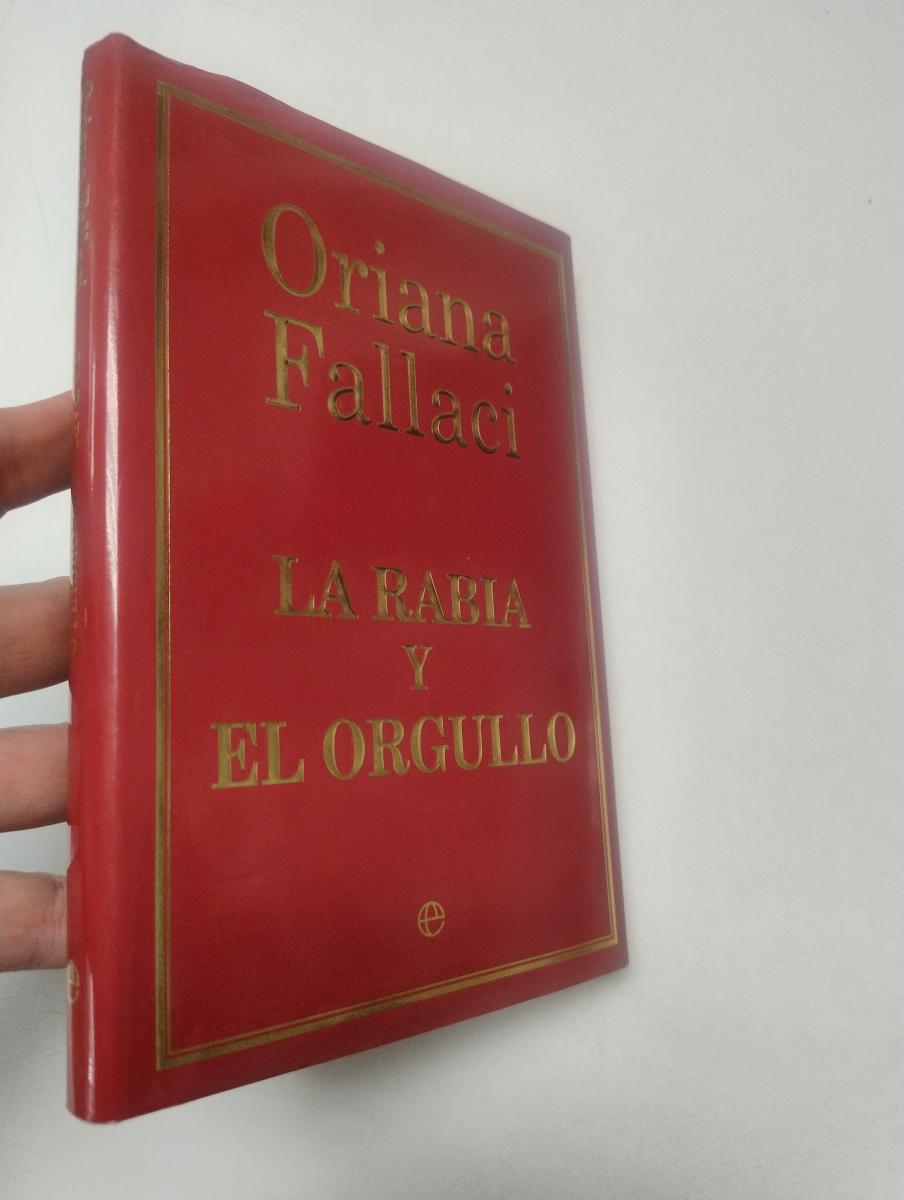 Oriana
Fallaci
LA RABIA
Y
EL ORGULLO
e